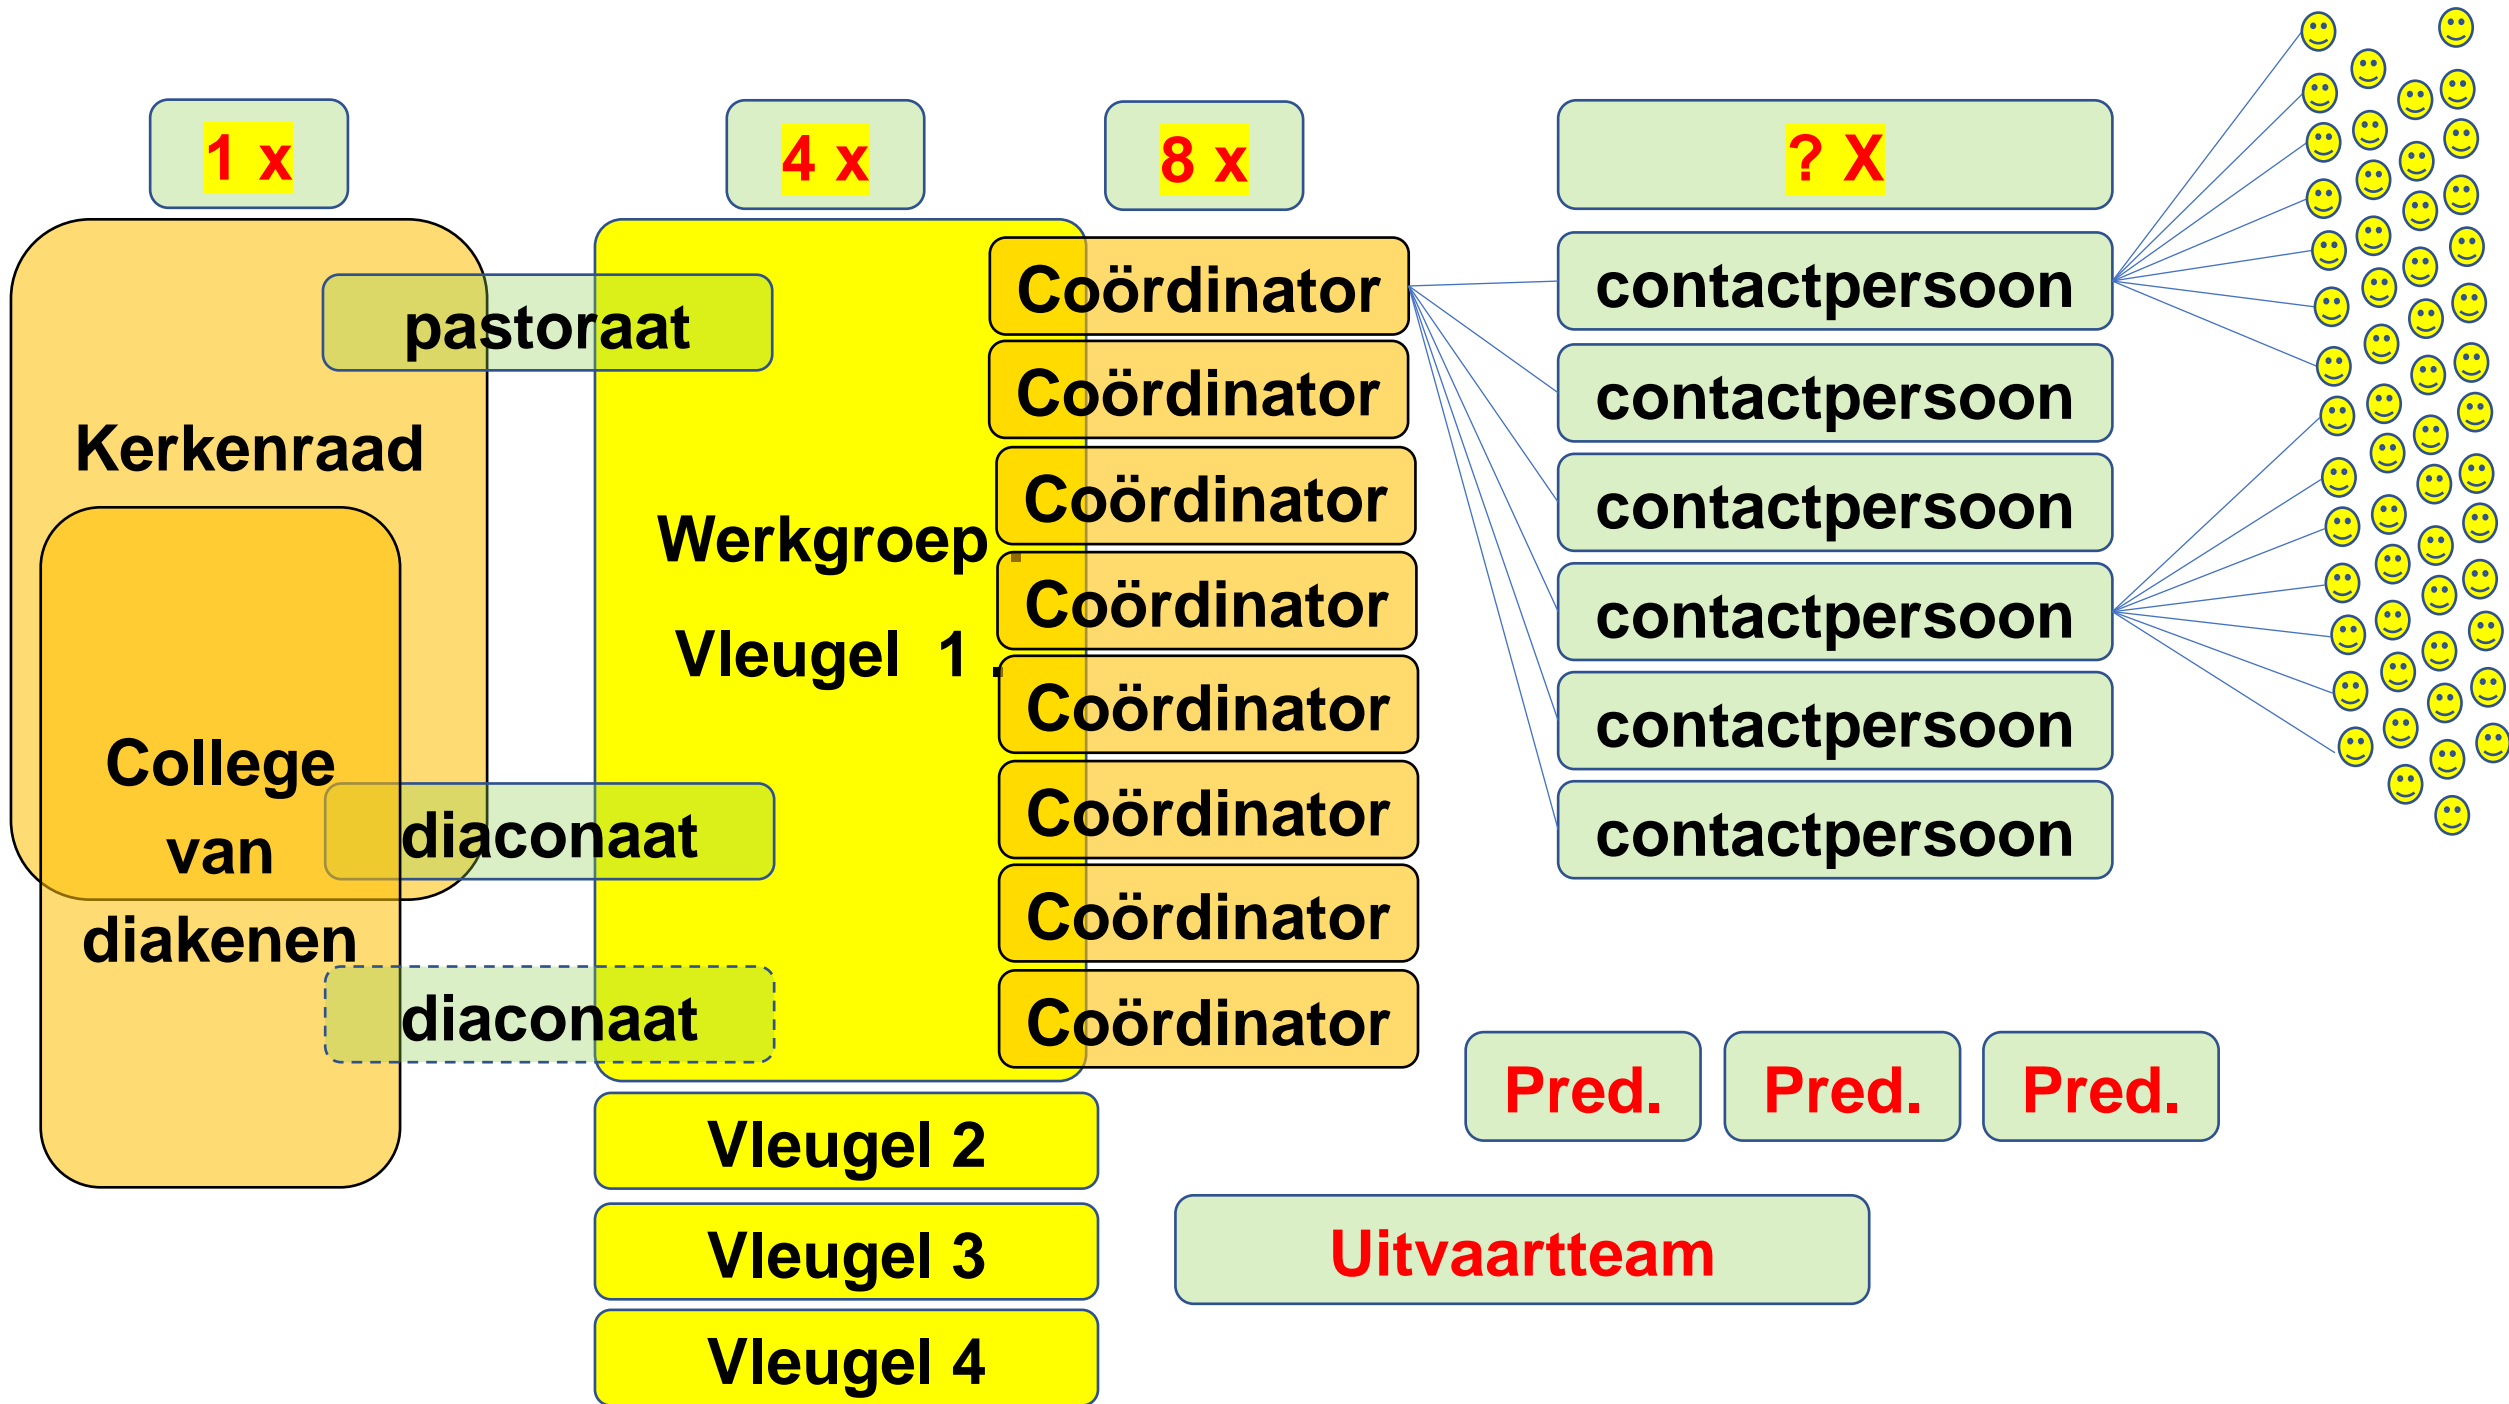 1 x
4 x
8 x
? X
Kerkenraad
College
van
diakenen
pastoraat
diaconaat
diaconaat
Werkgroep .
Vleugel 1 .
Vleugel 2
Vleugel 3
Vleugel 4
Coördinator
Coördinator
Coördinator
Coördinator
Coördinator
Coördinator
Coördinator
Coördinator
contactpersoon
contactpersoon
contactpersoon
contactpersoon
contactpersoon
contactpersoon
Pred.
Pred.
Pred.
Uitvaartteam